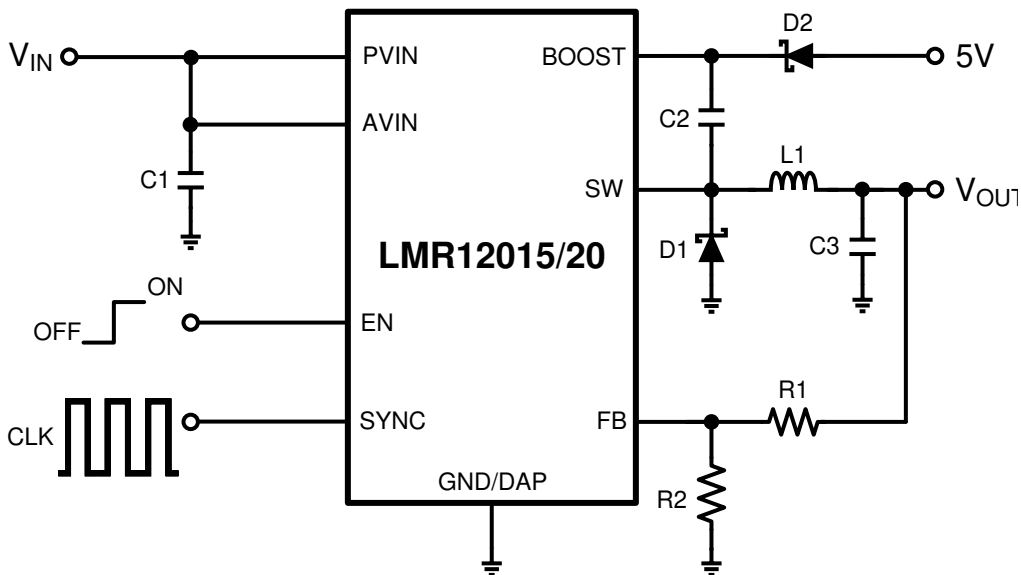 VIN
PVIN
AVIN
C1
OFF
ON
EN
CLK
SYNC
LMR12015/20
GND/DAP
BOOST
SW
FB
D2
5V
C2
L1
VOUT
D1
C3
R1
R2